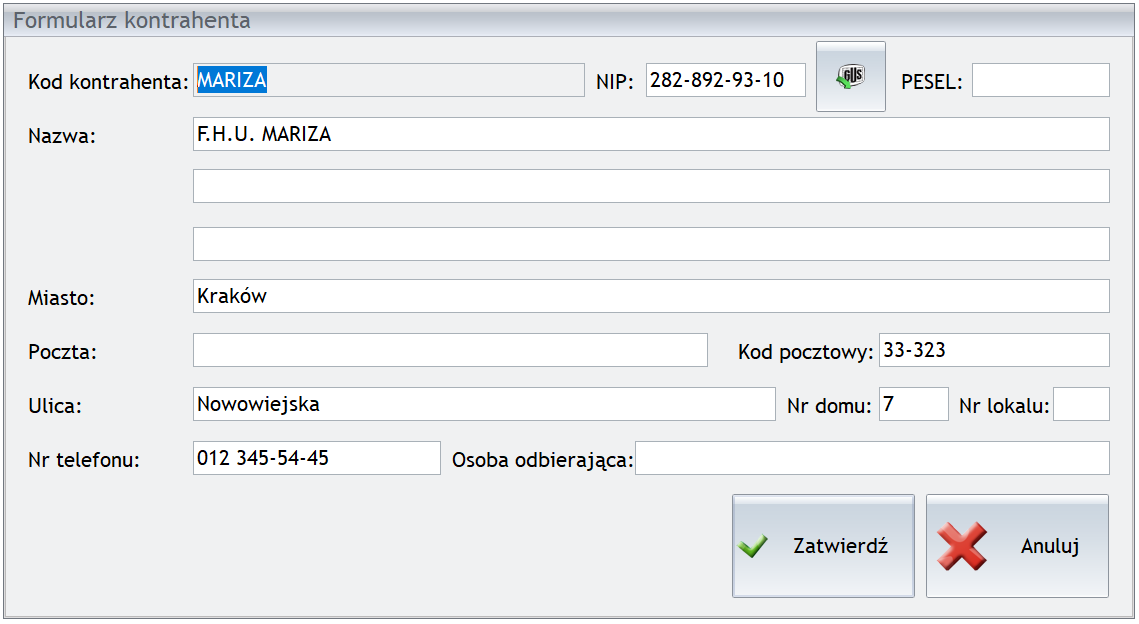 Formularz kontrahenta
Kod kontrahenta: MARIZA NIP: 282-892-93-10 GUS PESEL:
Nazwa: F.H.U. MARIZA
Miasto: Kraków
Poczta: Kod pocztowy: 33-323
Ulica: Nowowiejska Nr domu: 7 Nr lokalu:
Nr telefonu: 012 345-54-45 Osoba odbierająca:
Zatwierdź Anuluj